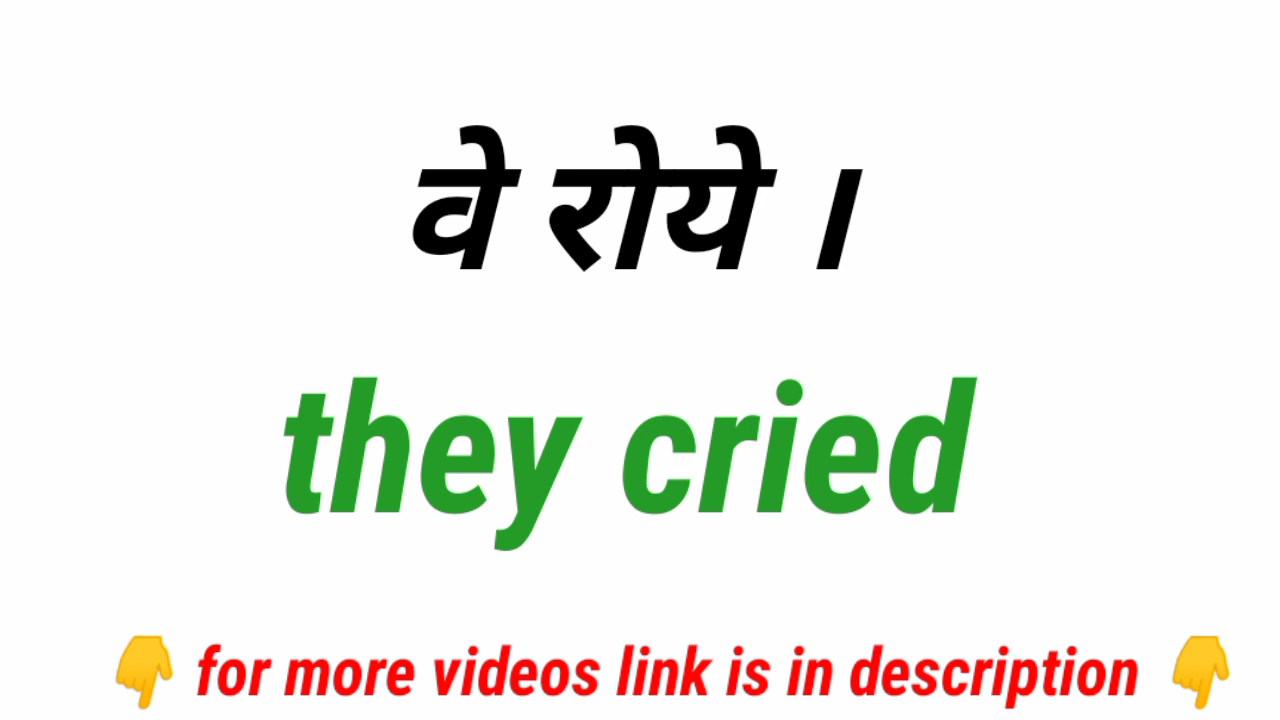 वे रोये ।
they cried
👇 for more videos link is in description 👇